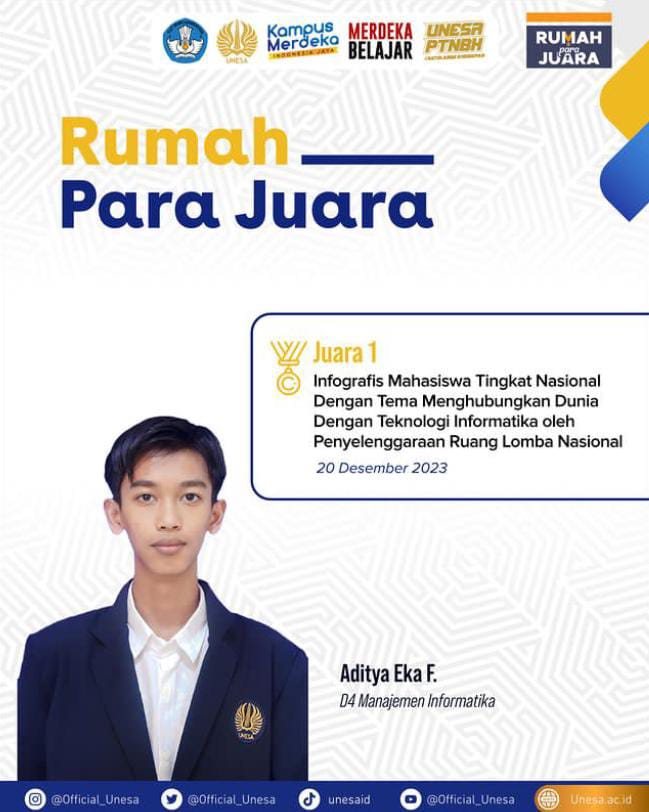 UNESA
Kampus
Merdeka
INDONESIA JAYA
MERDEKA
BELAJAR
UNESA
PTNBH
RUMAH
para
JUARA
Rumah
Para Juara
Juara 1
Infografis Mahasiswa Tingkat Nasional
Dengan Tema Menghubungkan Dunia
Dengan Teknologi Informatika oleh
Penyelenggaraan Ruang Lomba Nasional
20 Desember 2023
Aditya Eka F.
D4 Manajemen Informatika
UNESA
@Official_Unesa
@Official_Unesa
unesaid
@Official_Unesa
Unesa.ac.id